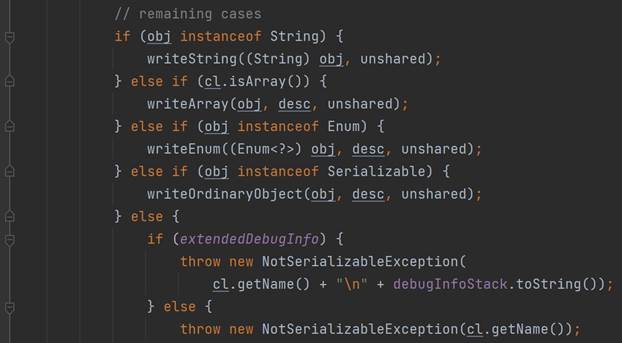 // remaining cases
if (obj instanceof String) {
writeString((String) obj, unshared);
} else if (cl.isArray()) {
writeArray(obj, desc, unshared);
} else if (obj instanceof Enum) {
writeEnum((Enum<?>) obj, desc, unshared);
} else if (obj instanceof Serializable) {
writeOrdinaryObject(obj, desc, unshared);
} else {
if (extendedDebugInfo) {
throw new NotSerializableException(
cl.getName() + "\n" + debugInfoStack.toString());
} else {
throw new NotSerializableException(cl.getName());